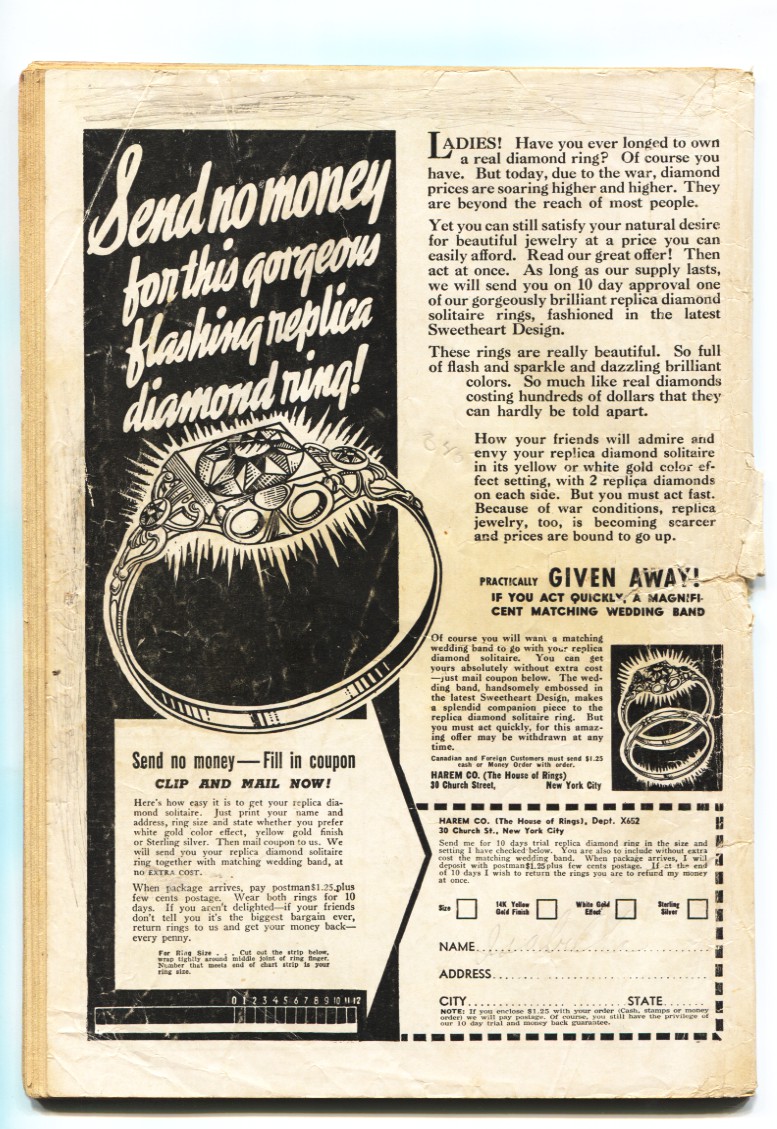 Send no money
for this gorgeous
flashing replica
diamond ring!
LADIES! Have you ever longed to own
a real diamond ring? Of course you
have. But today, due to the war, diamond
prices are soaring higher and higher. They
are beyond the reach of most people.
Yet you can still satisfy your natural desire
for beautiful jewelry at a price you can
easily afford. Read our great offer! Then
act at once. As long as our supply lasts,
we will send you on 10 day approval one
of our gorgeously brilliant replica diamond
solitaire rings, fashioned in the latest
Sweetheart Design.
These rings are really beautiful. So full
of flash and sparkle and dazzling brilliant
colors. So much like real diamonds
costing hundreds of dollars that they
can hardly be told apart.
How your friends will admire and
envy your replica diamond solitaire
in its yellow or white gold color ef-
fect setting, with 2 replica diamonds
on each side. But you must act fast.
Because of war conditions, replica
jewelry, too, is becoming scarcer
and prices are bound to go up.
PRACTICALLY GIVEN AWAY!
IF YOU ACT QUICKLY, A MAGNIFI-
CENT MATCHING WEDDING BAND
Of course you will want a matching
wedding band to go with your replica
diamond solitaire. You can get
yours absolutely without extra cost
—just mail coupon below. The wed-
ding band, handsomely embossed in
the latest Sweetheart Design, makes
a splendid companion piece to the
replica diamond solitaire ring. But
you must act quickly, for this amaz-
ing offer may be withdrawn at any
time.
Canadian and Foreign Customers must send $1.25
cash or Money Order with order.
HAREM CO. (The House of Rings)
30 Church Street, New York City
Send no money—Fill in coupon
CLIP AND MAIL NOW!
Here's how easy it is to get your replica dia-
mond solitaire. Just print your name and
address, ring size and state whether you prefer
white gold color effect, yellow gold finish
or Sterling silver. Then mail coupon to us. We
will send you your replica diamond solitaire
ring together with matching wedding band, at
no EXTRA COST.
When package arrives, pay postman $1.25 plus
few cents postage. Wear both rings for 10
days. If you aren't delighted—if your friends
don't tell you it's the biggest bargain ever,
return rings to us and get your money back—
every penny.
For Ring Size . . . Cut out the strip below,
wrap tightly around middle joint of ring finger.
Number that meets end of chart strip is your
ring size.
0 1 2 3 4 5 6 7 8 9 10 11 12
HAREM CO. (The House of Rings), Dept. X652
30 Church St., New York City
Send me for 10 days trial replica diamond ring in the size and
setting I have checked below. You are also to include without extra
cost the matching wedding band. When package arrives, I will
deposit with postman $1.25 plus few cents postage. If at the end
of 10 days I wish to return the rings you are to refund my money
at once.
Size 14K Yellow Gold Finish White Gold Effect Sterling Silver
NAME
ADDRESS
CITY STATE
NOTE: If you enclose $1.25 with your order (Cash, stamps or money
order) we will pay postage. Of course, you still have the privilege of
our 10 day trial and money back guarantee.